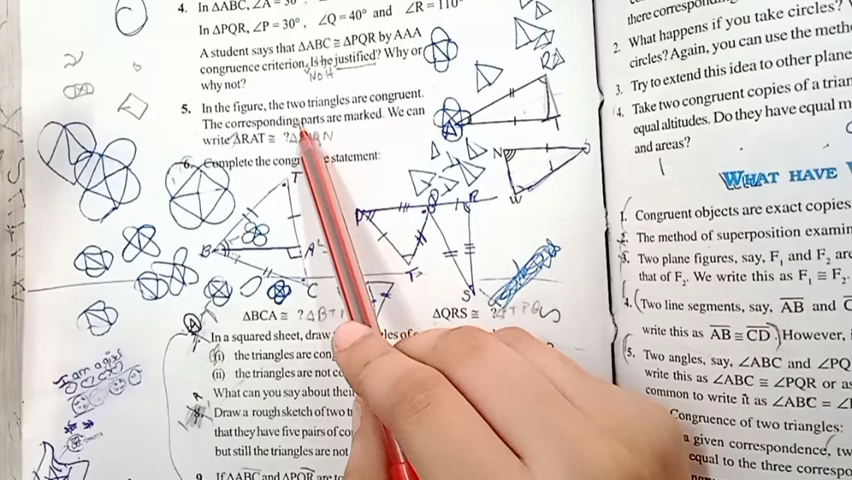 4. In ΔABC, ∠A = 30°
In ΔPQR, ∠P = 30°, ∠Q = 40° and ∠R = 110°
A student says that ΔABC ≅ ΔPQR by AAA
congruence criterion. Is he justified? Why or
why not?
5. In the figure, the two triangles are congruent.
The corresponding parts are marked. We can
write ΔRAT ≅ ?
6. Complete the congruence statement:
R
A
T
N
O
W
T
B
A
C
P
Q
R
T
S
ΔBCA ≅ ?
ΔQRS ≅ ?
In a squared sheet, draw
(i) the triangles are con
(ii) the triangles are not c
What can you say about their
Draw a rough sketch of two t
that they have five pairs of co
but still the triangles are not
9. If ΔABC and ΔPQR are to
I am
there correspon
2. What happens if you take circles?
circles? Again, you can use the meth
3. Try to extend this idea to other plane
4. Take two congruent copies of a trian
equal altitudes. Do they have equal m
and areas?
WHAT HAVE
1. Congruent objects are exact copies
2. The method of superposition examin
3. Two plane figures, say, F₁ and F₂ are
that of F₂. We write this as F₁ ≅ F₂.
4. Two line segments, say, AB and C
write this as AB ≅ CD. However,
5. Two angles, say, ∠ABC and ∠PQ
write this as ∠ABC ≅ ∠PQR or as
common to write it as ∠ABC = ∠
Congruence of two triangles:
a given correspondence, tw
equal to the three correspo